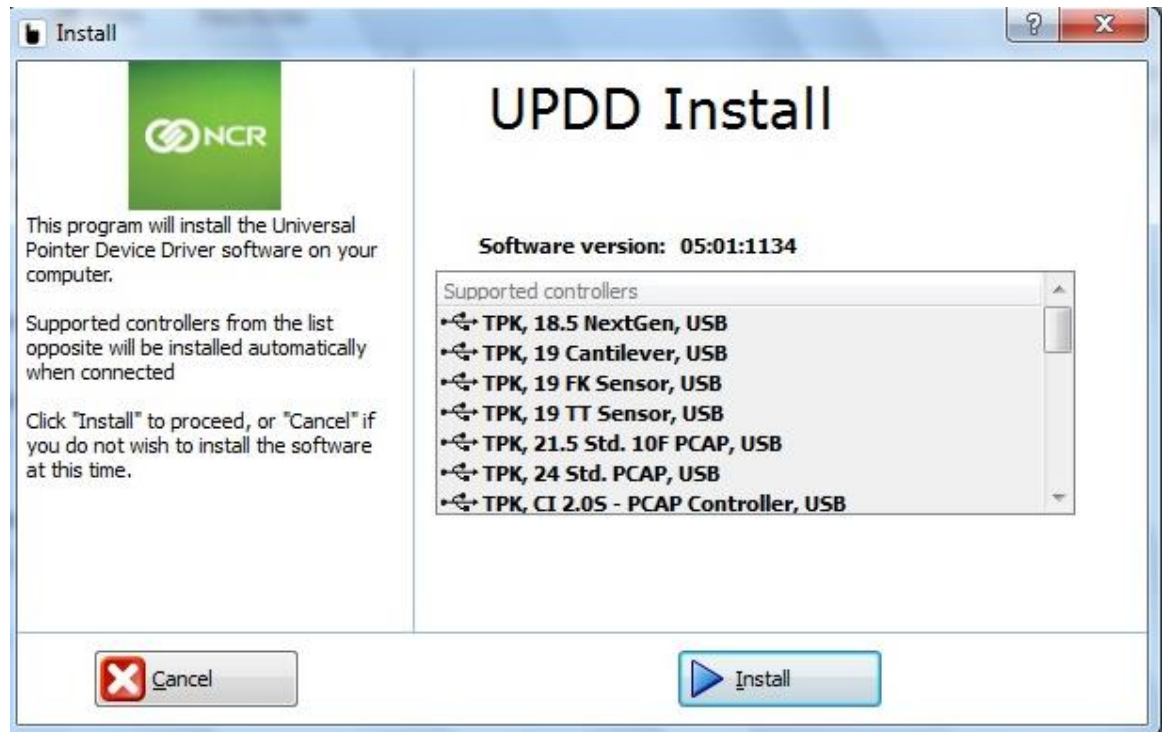 Install
?
X
NCR
This program will install the Universal
Pointer Device Driver software on your
computer.
Supported controllers from the list
opposite will be installed automatically
when connected
Click "Install" to proceed, or "Cancel" if
you do not wish to install the software
at this time.
UPDD Install
Software version: 05:01:1134
Supported controllers
TPK, 18.5 NextGen, USB
TPK, 19 Cantilever, USB
TPK, 19 FK Sensor, USB
TPK, 19 TT Sensor, USB
TPK, 21.5 Std. 10F PCAP, USB
TPK, 24 Std. PCAP, USB
TPK, CI 2.0S - PCAP Controller, USB
Cancel
Install